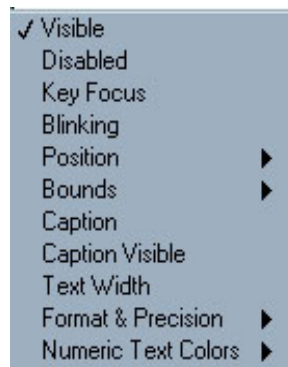 Visible
Disabled
Key Focus
Blinking
Position
Bounds
Caption
Caption Visible
Text Width
Format & Precision
Numeric Text Colors